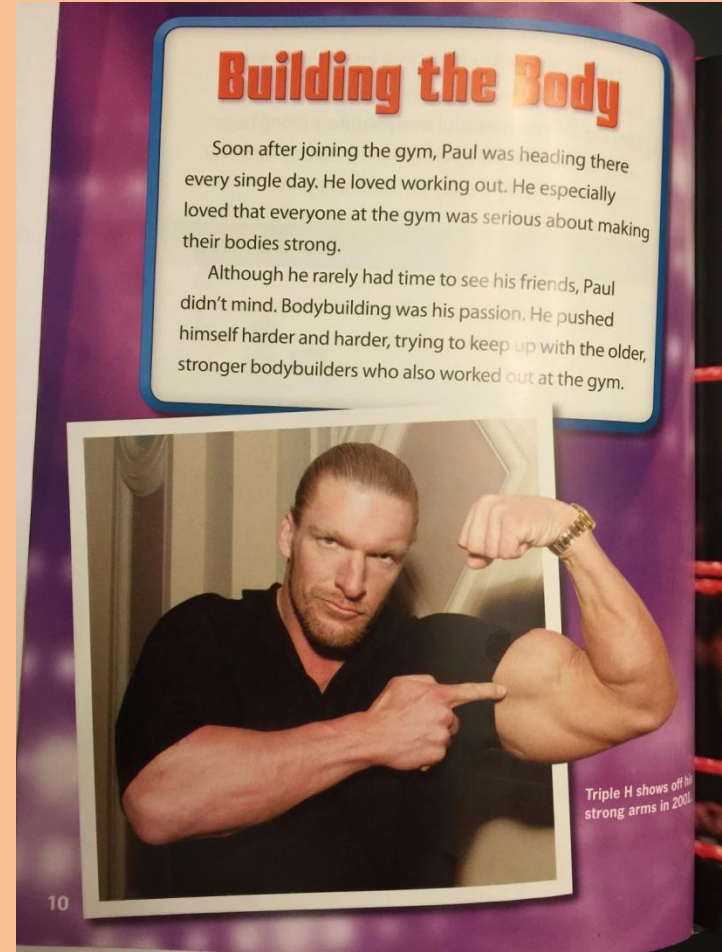 Building the Body
Soon after joining the gym, Paul was heading there
every single day. He loved working out. He especially
loved that everyone at the gym was serious about making
their bodies strong.
Although he rarely had time to see his friends, Paul
didn't mind. Bodybuilding was his passion. He pushed
himself harder and harder, trying to keep up with the older,
stronger bodybuilders who also worked out at the gym.
Triple H shows off his
strong arms in 2001.
10